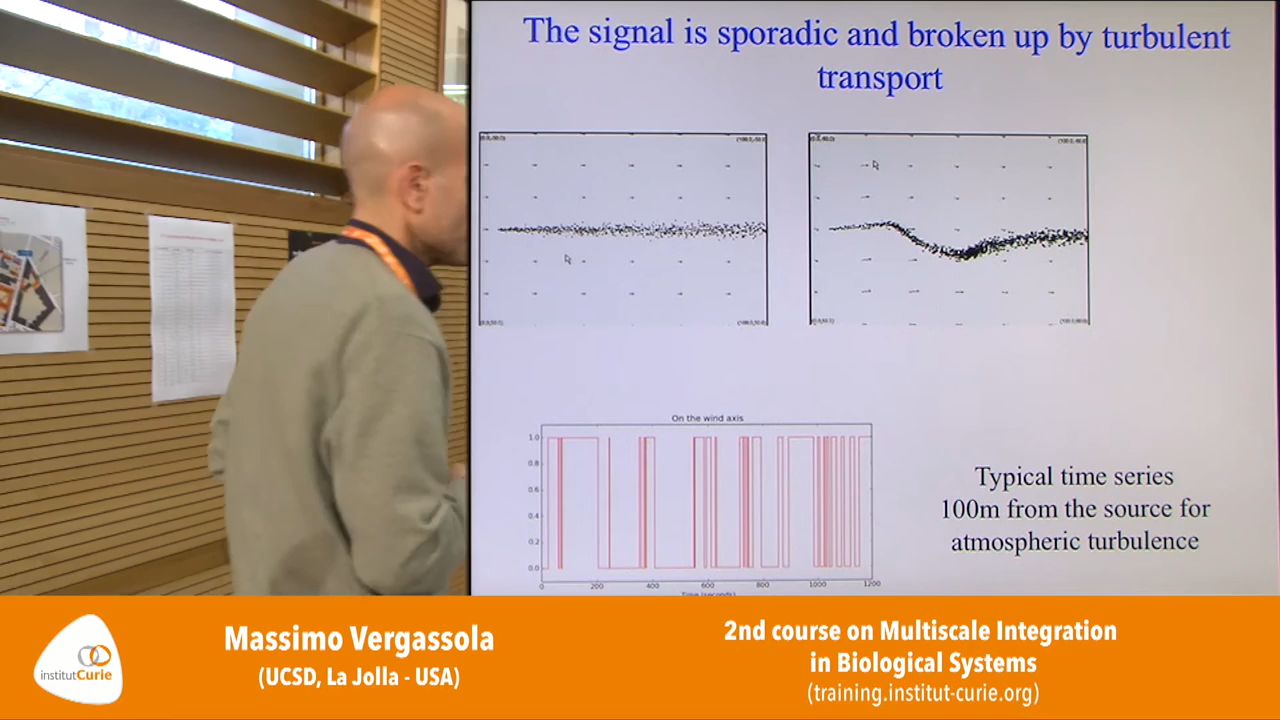 The signal is sporadic and broken up by turbulent
transport
On the wind axis
1.0
0.8
0.6
0.4
0.2
0.0
0
200
400
600
800
1000
1200
Time (seconds)
Typical time series
100m from the source for
atmospheric turbulence
institutCurie
Massimo Vergassola
(UCSD, La Jolla - USA)
2nd course on Multiscale Integration
in Biological Systems
(training.institut-curie.org)